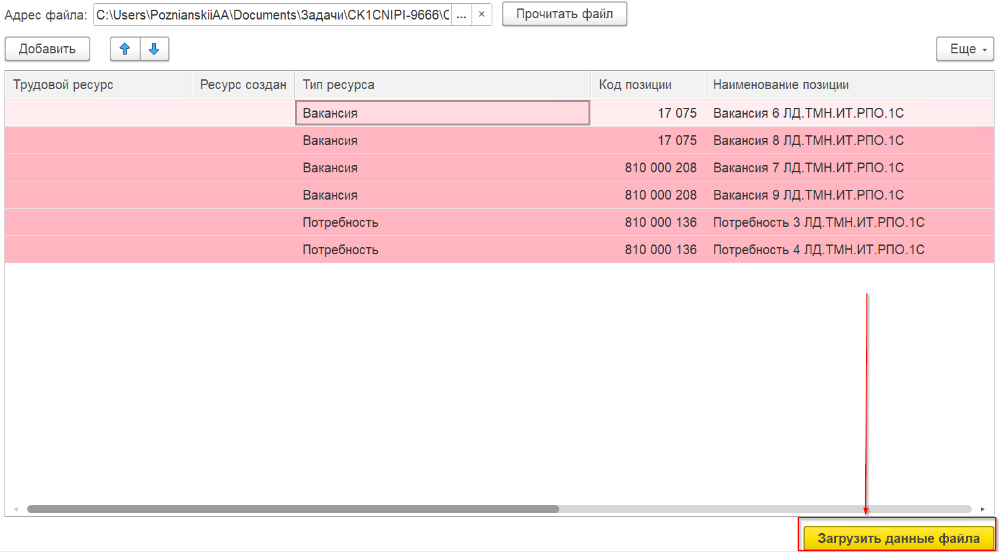 Адрес файла: C:\Users\PoznianskiiAA\Documents\Задачи\CK1CNIPI-9666\ ... × Прочитать файл
Добавить Еще
Трудовой ресурс Ресурс создан Тип ресурса Код позиции Наименование позиции
Вакансия 17 075 Вакансия 6 ЛД.ТМН.ИТ.РПО.1С
Вакансия 17 075 Вакансия 8 ЛД.ТМН.ИТ.РПО.1С
Вакансия 810 000 208 Вакансия 7 ЛД.ТМН.ИТ.РПО.1С
Вакансия 810 000 208 Вакансия 9 ЛД.ТМН.ИТ.РПО.1С
Потребность 810 000 136 Потребность 3 ЛД.ТМН.ИТ.РПО.1С
Потребность 810 000 136 Потребность 4 ЛД.ТМН.ИТ.РПО.1С
Загрузить данные файла